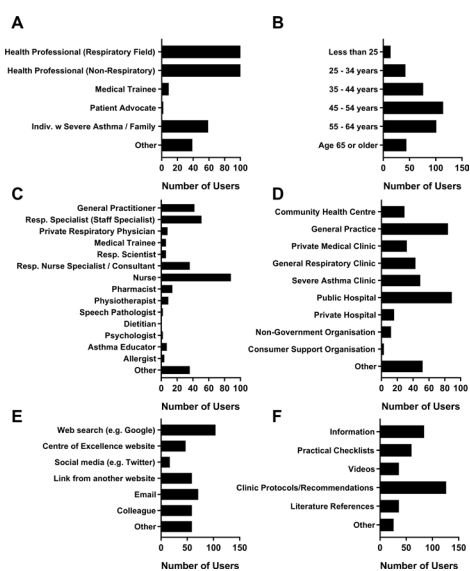 A
Health Professional (Respiratory Field)
Health Professional (Non-Respiratory)
Medical Trainee
Patient Advocate
Indiv. w Severe Asthma / Family
Other
0 20 40 60 80 100
Number of Users
B
Less than 25
25 - 34 years
35 - 44 years
45 - 54 years
55 - 64 years
Age 65 or older
0 50 100 150
Number of Users
C
General Practitioner
Resp. Specialist (Staff Specialist)
Private Respiratory Physician
Medical Trainee
Resp. Scientist
Resp. Nurse Specialist / Consultant
Nurse
Pharmacist
Physiotherapist
Speech Pathologist
Dietitian
Psychologist
Asthma Educator
Allergist
Other
0 20 40 60 80 100
Number of Users
D
Community Health Centre
General Practice
Private Medical Clinic
General Respiratory Clinic
Severe Asthma Clinic
Public Hospital
Private Hospital
Non-Government Organisation
Consumer Support Organisation
Other
0 20 40 60 80 100
Number of Users
E
Web search (e.g. Google)
Centre of Excellence website
Social media (e.g. Twitter)
Link from another website
Email
Colleague
Other
0 50 100 150
Number of Users
F
Information
Practical Checklists
Videos
Clinic Protocols/Recommendations
Literature References
Other
0 50 100 150
Number of Users